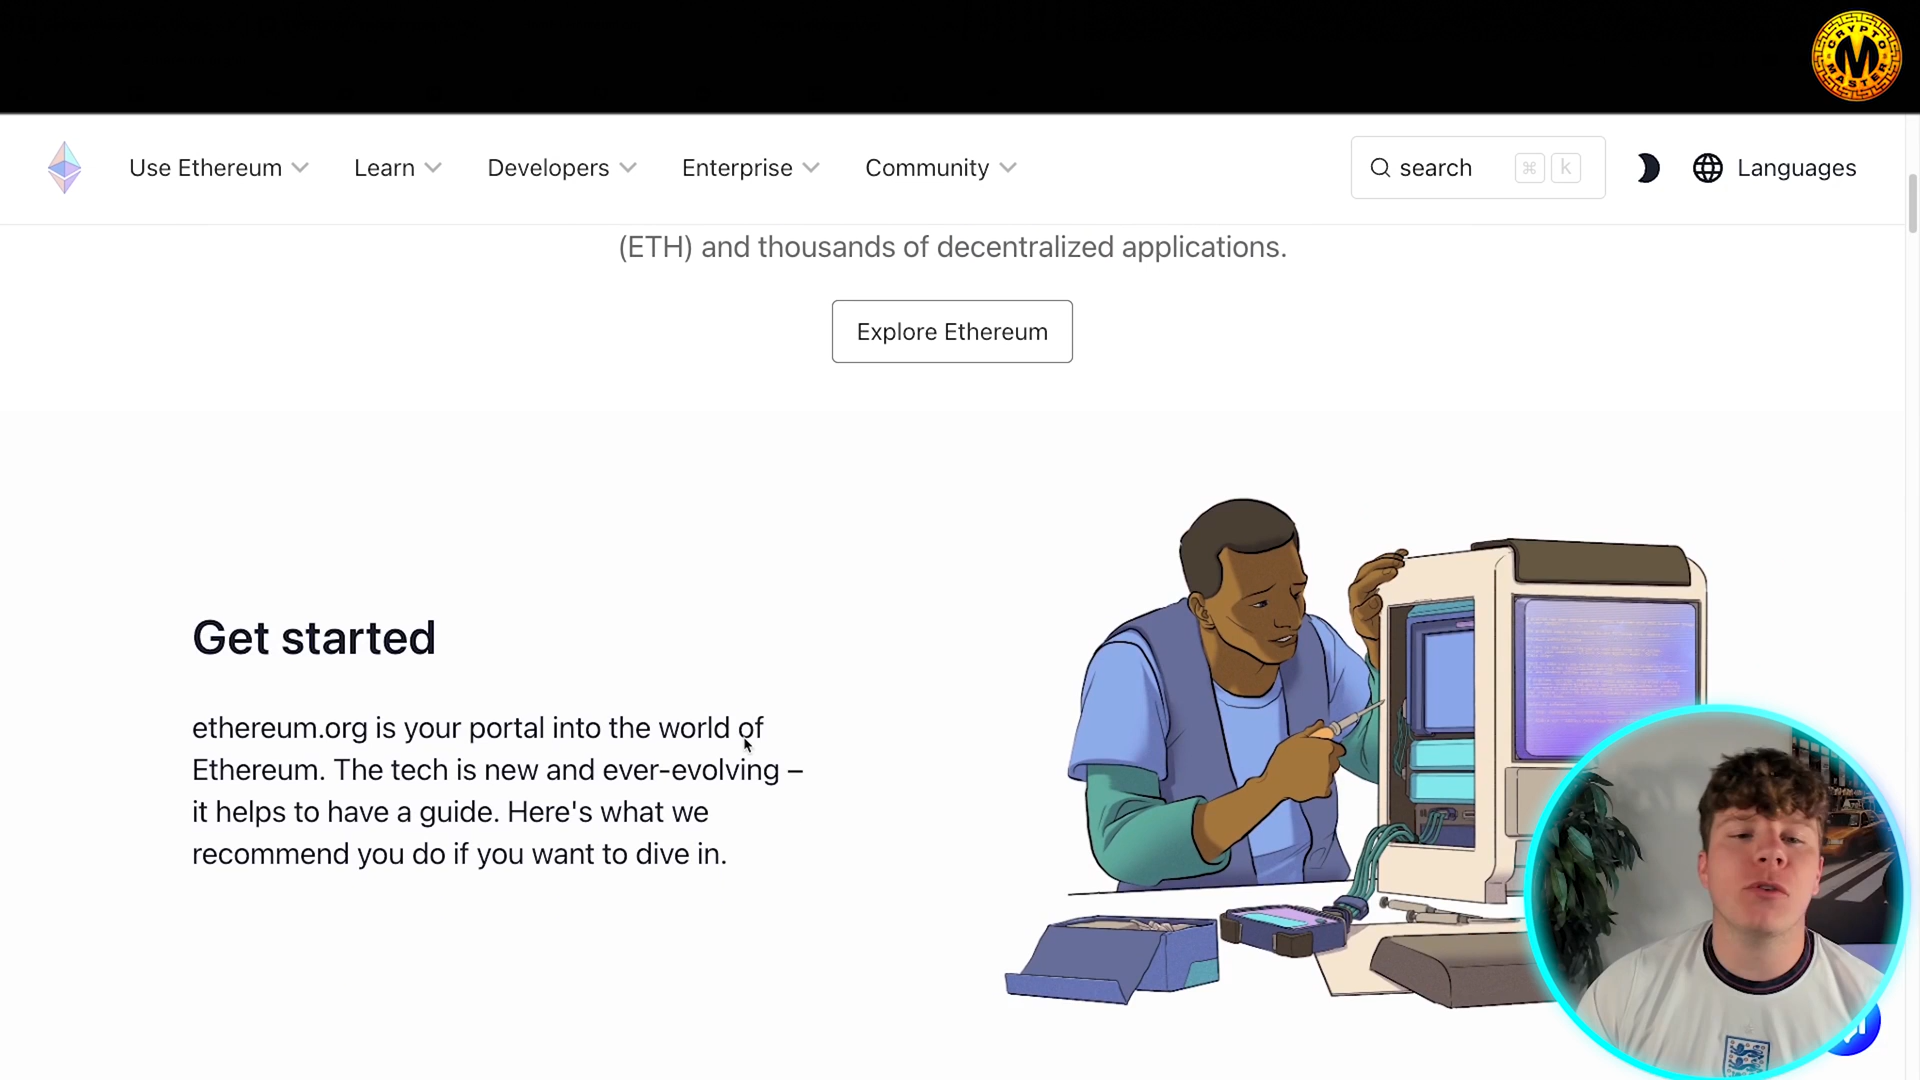 CRYPTO
M
MASTER
Use Ethereum
Learn
Developers
Enterprise
Community
search
⌘ k
Languages
(ETH) and thousands of decentralized applications.
Explore Ethereum
Get started
ethereum.org is your portal into the world of
Ethereum. The tech is new and ever-evolving –
it helps to have a guide. Here's what we
recommend you do if you want to dive in.